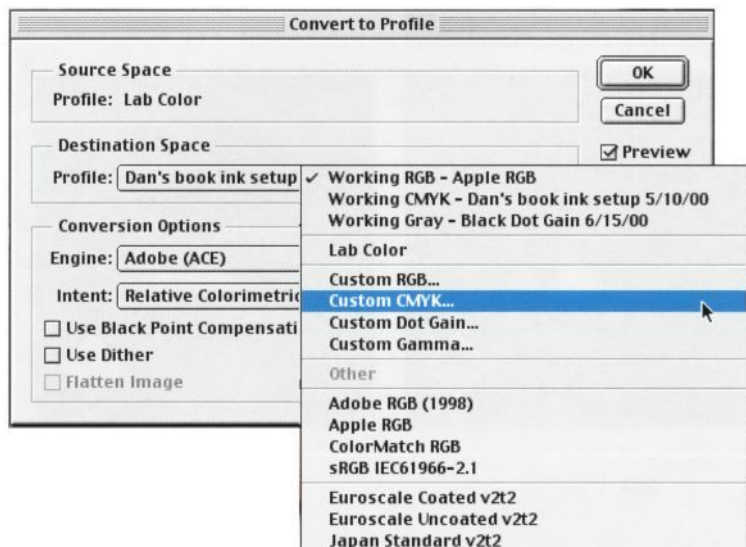 Convert to Profile
Source Space
Profile: Lab Color
OK
Cancel
Destination Space
Preview
Profile: Dan's book ink setup
Working RGB - Apple RGB
Working CMYK - Dan's book ink setup 5/10/00
Working Gray - Black Dot Gain 6/15/00
Lab Color
Custom RGB...
Custom CMYK...
Custom Dot Gain...
Custom Gamma...
Other
Adobe RGB (1998)
Apple RGB
ColorMatch RGB
sRGB IEC61966-2.1
Euroscale Coated v2t2
Euroscale Uncoated v2t2
Japan Standard v2t2
Conversion Options
Engine: Adobe (ACE)
Intent: Relative Colorimetric
Use Black Point Compensati
Use Dither
Flatten Image